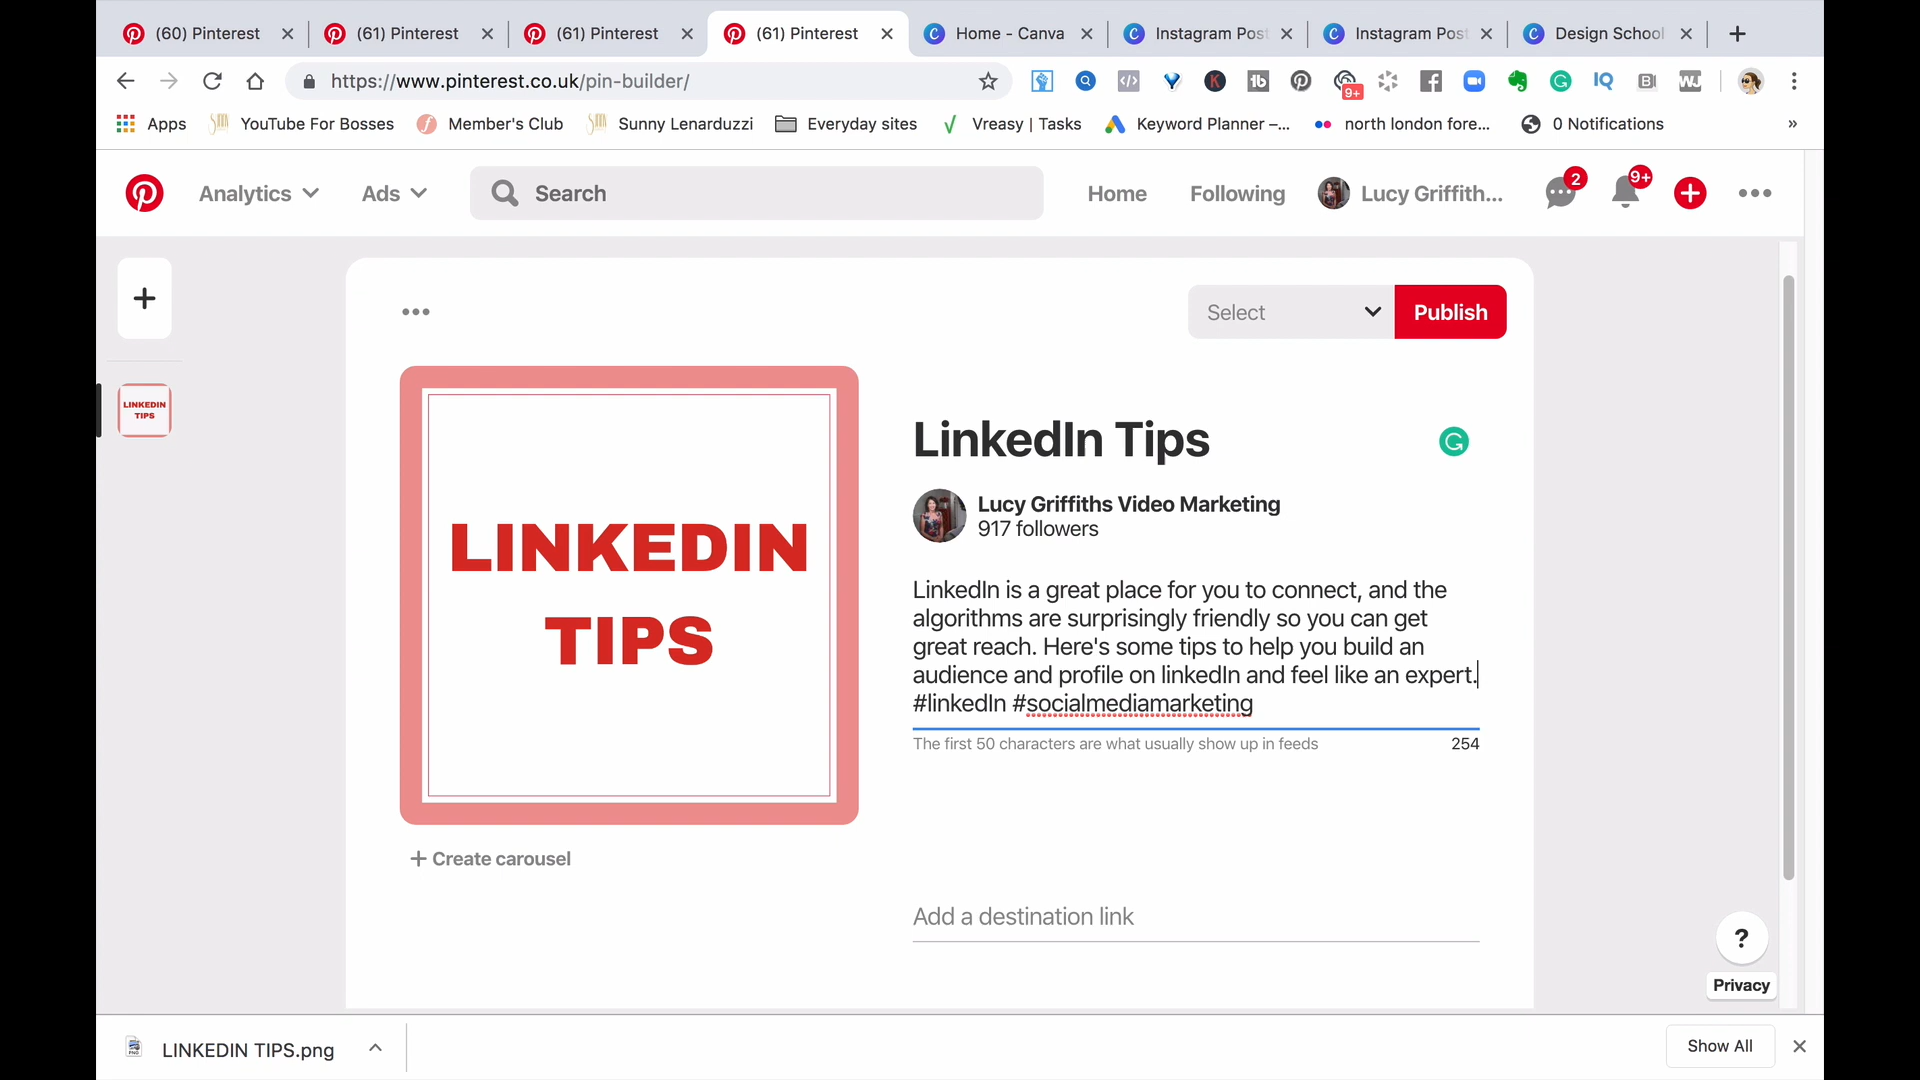 (60) Pinterest
(61) Pinterest
(61) Pinterest
(61) Pinterest
Home - Canva
Instagram Post
Instagram Post
Design School
https://www.pinterest.co.uk/pin-builder/
9+
Apps
YouTube For Bosses
Member's Club
Sunny Lenarduzzi
Everyday sites
Vreasy | Tasks
Keyword Planner –...
north london fore...
0 Notifications
»
Analytics
Ads
Search
Home
Following
Lucy Griffith...
2
9+
Select
Publish
LINKEDIN
TIPS
LINKEDIN
TIPS
LinkedIn Tips
Lucy Griffiths Video Marketing
917 followers
LinkedIn is a great place for you to connect, and the
algorithms are surprisingly friendly so you can get
great reach. Here's some tips to help you build an
audience and profile on linkedIn and feel like an expert.
#linkedIn #socialmediamarketing
The first 50 characters are what usually show up in feeds
254
+ Create carousel
Add a destination link
?
Privacy
LINKEDIN TIPS.png
Show All